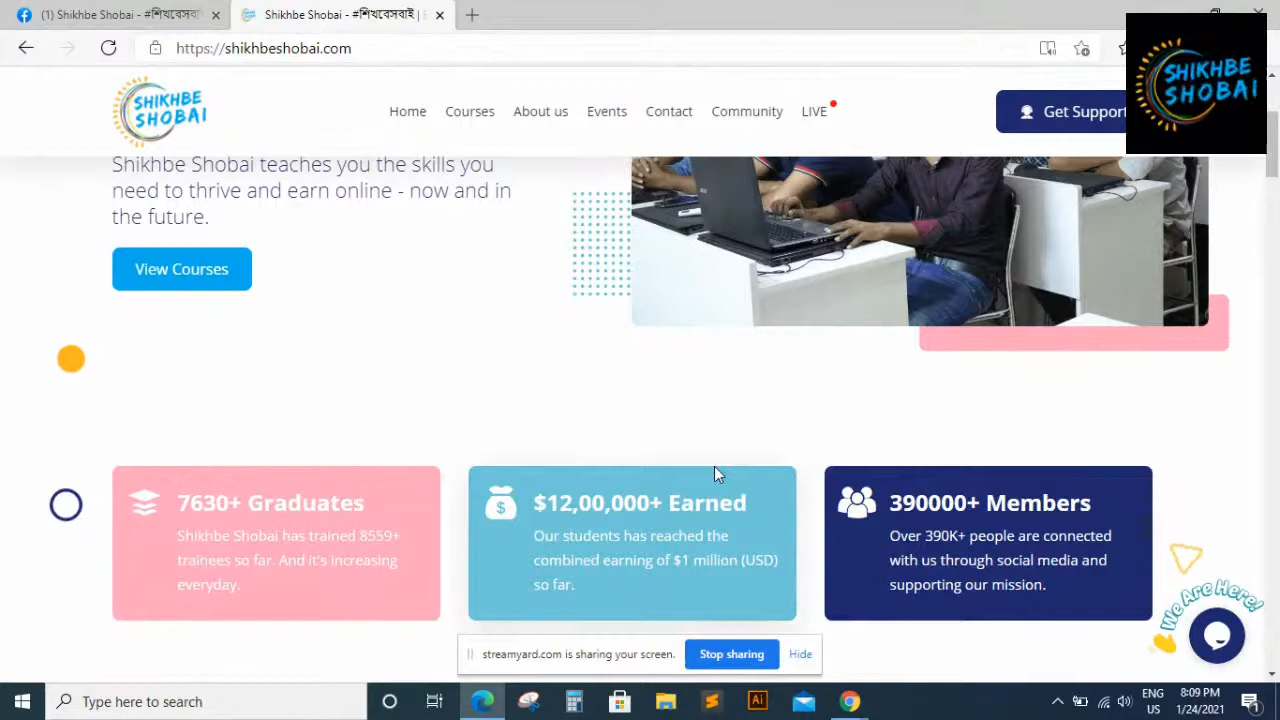 (1) Shikhbe Shobai - #শিখবেসবাই
Shikhbe Shobai - #শিখবেসবাই |
https://shikhbeshobai.com
SHIKHBE
SHOBAI
SHIKHBE
SHOBAI
Home Courses About us Events Contact Community LIVE
Get Support
Shikhbe Shobai teaches you the skills you
need to thrive and earn online - now and in
the future.
View Courses
7630+ Graduates
Shikhbe Shobai has trained 8559+
trainees so far. And it's increasing
everyday.
$12,00,000+ Earned
Our students has reached the
combined earning of $1 million (USD)
so far.
390000+ Members
Over 390K+ people are connected
with us through social media and
supporting our mission.
We Are Here!
streamyard.com is sharing your screen. Stop sharing Hide
Type here to search
Ai
ENG
US
8:09 PM
1/24/2021
1